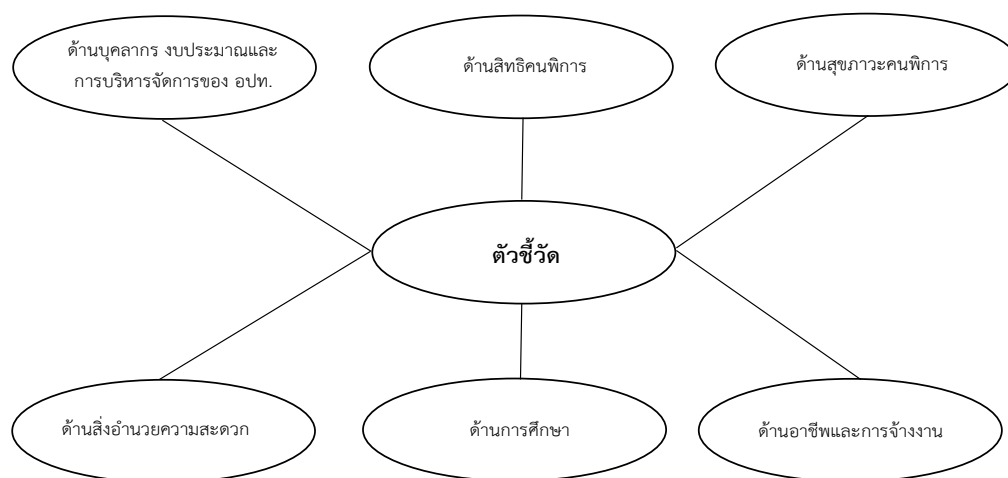 ด้านบุคลากร งบประมาณและ
การบริหารจัดการของ อปท.
ด้านสิทธิคนพิการ
ด้านสุขภาวะคนพิการ
ตัวชี้วัด
ด้านสิ่งอำนวยความสะดวก
ด้านการศึกษา
ด้านอาชีพและการจ้างงาน